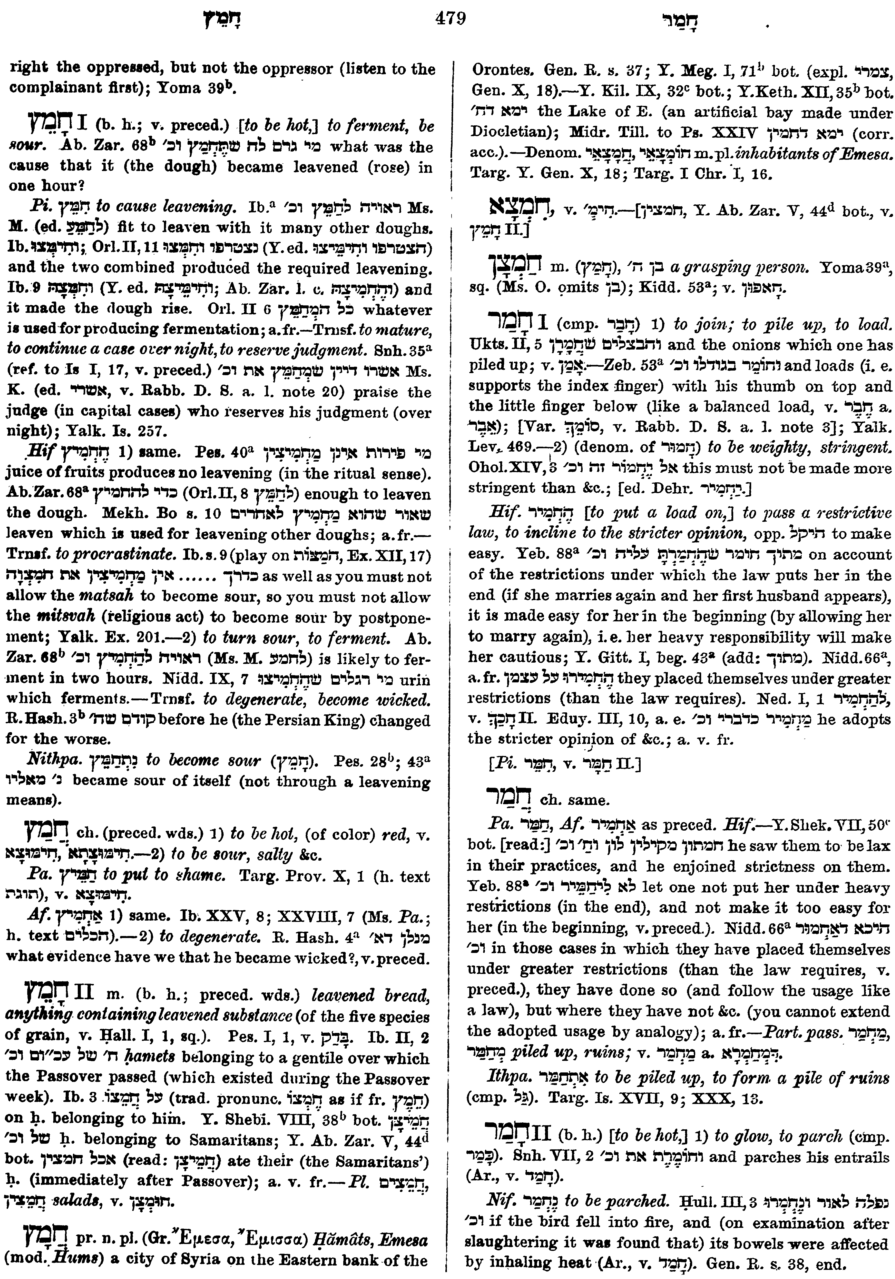 חָמֵץ
479
חָמַר
right the oppressed, but not the oppressor (listen to the
complainant first); Yoma 39ᵇ.
חָמֵץ I (b. h.; v. preced.) [to be hot,] to ferment, be
sour. Ab. Zar. 68ᵇ מי גרם לה שתֶּחְמַץ וכ' what was the
cause that it (the dough) became leavened (rose) in
one hour?
Pi. חִמֵּץ to cause leavening. Ib.ᵃ ראויה לחַמֵּץ וכ' Ms.
M. (ed. לחַמֵּעַ) fit to leaven with it many other doughs.
Ib. וחִימְּצוּ; Orl. II, 11 נצטרפו וחִמְּצוּ (Y. ed. הצטרפו וחִימִּיצוּ)
and the two combined produced the required leavening.
Ib. 9 וחִמְּצָה (Y. ed. וחִימִּיצָה; Ab. Zar. l. c. והֶחְמִיצָה) and
it made the dough rise. Orl. II 6 כל המְחַמֵּץ whatever
is used for producing fermentation; a. fr.—Trnsf. to mature,
to continue a case over night, to reserve judgment. Snh. 35ᵃ
(ref. to Is I, 17, v. preced.) אשרו דיין שמְחַמֵּץ את וכ' Ms.
K. (ed. אשרי, v. Rabb. D. S. a. l. note 20) praise the
judge (in capital cases) who reserves his judgment (over
night); Yalk. Is. 257.
Hif הֶחְמִיץ 1) same. Pes. 40ᵃ מי פירות אינן מַחְמִיצִין
juice of fruits produces no leavening (in the ritual sense).
Ab. Zar. 68ᵃ כדי להחמיץ (Orl. II, 8 לחַמֵּץ) enough to leaven
the dough. Mekh. Bo s. 10 שאור שהוא מַחְמִיץ לאחרים
leaven which is used for leavening other doughs; a. fr.—
Trnsf. to procrastinate. Ib. s. 9 (play on המצות, Ex. XII, 17)
כדרך ...... אין מַחְמִיצִין את המִצְוָה as well as you must not
allow the matsah to become sour, so you must not allow
the mitsvah (religious act) to become sour by postpone-
ment; Yalk. Ex. 201.—2) to turn sour, to ferment. Ab.
Zar. 68ᵇ ראויה להַחְמִיץ וכ' (Ms. M. לחמע) is likely to fer-
ment in two hours. Nidd. IX, 7 מי רגלים שהֶחְמִיצוּ urin
which ferments.—Trnsf. to degenerate, become wicked.
R. Hash. 3ᵇ קודם שה' before he (the Persian King) changed
for the worse.
Nithpa. נִתְחַמֵּץ to become sour (חָמֵץ). Pes. 28ᵇ; 43ᵃ
נ' מאליו became sour of itself (not through a leavening
means).
חֲמַץ ch. (preced. wds.) 1) to be hot, (of color) red, v.
חִימּוּצְתָא, חִימּוּצָא.—2) to be sour, salty &c.
Pa. חַמֵּיץ to put to shame. Targ. Prov. X, 1 (h. text
תוגת), v. חִימּוּצָא.
Af. אַחְמִיץ 1) same. Ib. XXV, 8; XXVIII, 7 (Ms. Pa.;
h. text הכלים).—2) to degenerate. R. Hash. 4ᵃ מנלן דא'
what evidence have we that he became wicked?, v. preced.
חָמֵץ II m. (b. h.; preced. wds.) leavened bread,
anything containing leavened substance (of the five species
of grain, v. Ḥall. I, 1, sq.). Pes. I, 1, v. בָּדַק. Ib. II, 2
ח' של עכו״ם וכ' ḥamets belonging to a gentile over which
the Passover passed (which existed during the Passover
week). Ib. 3 על חֲמֵצוֹ (trad. pronunc. חֲמֵצוֹ as if fr. חָמֵץ)
on ḥ. belonging to him. Y. Shebi. VIII, 38ᵇ bot. חֲמֵיצָן
של וכ' ḥ. belonging to Samaritans; Y. Ab. Zar. V, 44ᵈ
bot. אכל חמצין (read: חֲמֵיצָן) ate their (the Samaritans')
ḥ. (immediately after Passover); a. v. fr.—Pl. חֲמֵצִים,
חֲמֵצִין salads, v. חוּמְצָן.
חָמָץ pr. n. pl. (Gr. Ἔμεσα, Ἔμισσα) Ḥămâts, Emesa
(mod. Ḥums) a city of Syria on the Eastern bank of the
Orontes. Gen. R. s. 37; Y. Meg. I, 71ᵇ bot. (expl. צמרי,
Gen. X, 18).—Y. Kil. IX, 32ᶜ bot.; Y. Keth. XII, 35ᵇ bot.
ימא דח' the Lake of E. (an artificial bay made under
Diocletian); Midr. Till. to Ps. XXIV ימא דחמיץ (corr.
acc.).—Denom. חוֹמְצָאֵי, חֻמְצָאֵי m. pl. inhabitants of Emesa.
Targ. Y. Gen. X, 18; Targ. I Chr. I, 16.
חִמְצָא, v. חִימְ'.—[חמצין, Y. Ab. Zar. V, 44ᵈ bot., v.
חָמֵץ II.]
חַמְצָן m. (חָמֵץ), בן ח' a grasping person. Yoma 39ᵃ,
sq. (Ms. O. omits בן); Kidd. 53ᵃ; v. חֲאפוּן.
חָמַר I (cmp. חָבַר) 1) to join; to pile up, to load.
Ukts. II, 5 והבצלים שחֲמָרָן and the onions which one has
piled up; v. אָמַן.—Zeb. 53ᵃ וחוֹמֵר בגודלו וכ' and loads (i. e.
supports the index finger) with his thumb on top and
the little finger below (like a balanced load, v. חָבַר a.
אָבַר); [Var. סוֹמֵךְ, v. Rabb. D. S. a. l. note 3]; Yalk.
Lev. 469.—2) (denom. of חָמוּר) to be weighty, stringent.
Ohol. XIV, 3 אל יַחְמוֹר זה וכ' this must not be made more
stringent than &c.; [ed. Dehr. יַחְמִיר.]
Hif. הֶחְמִיר [to put a load on,] to pass a restrictive
law, to incline to the stricter opinion, opp. היקל to make
easy. Yeb. 88ᵃ מתוך חומר שהֶחְמַרְתָּ עליה וכ' on account
of the restrictions under which the law puts her in the
end (if she marries again and her first husband appears),
it is made easy for her in the beginning (by allowing her
to marry again), i. e. her heavy responsibility will make
her cautious; Y. Gitt. I, beg. 43ᵃ (add: מתוך). Nidd. 66ᵃ,
a. fr. הֶחְמִירוּ על עצמן they placed themselves under greater
restrictions (than the law requires). Ned. I, 1 לְהַחְמִיר,
v. חָכַךְ II. Eduy. III, 10, a. e. מַחְמִיר כדברי וכ' he adopts
the stricter opinion of &c.; a. v. fr.
[Pi. חִמֵּר, v. חָמַר II.]
חֲמַר ch. same.
Pa. חַמֵּר, Af. אַחְמִיר as preced. Hif.—Y. Shek. VII, 50ᶜ
bot. [read:] חמתון מקילין לון וח' וכ' he saw them to be lax
in their practices, and he enjoined strictness on them.
Yeb. 88ᵃ לא לֵיחַמֵּיר וכ' let one not put her under heavy
restrictions (in the end), and not make it too easy for
her (in the beginning, v. preced.). Nidd. 66ᵃ היכא דאַחְמוּר
וכ' in those cases in which they have placed themselves
under greater restrictions (than the law requires, v.
preced.), they have done so (and follow the usage like
a law), but where they have not &c. (you cannot extend
the adopted usage by analogy); a. fr.—Part. pass. מְחַמַּר,
מְחַמֵּר piled up, ruins; v. מְחַמַּר a. דִּמְחַמְּרָא.
Ithpa. אִתְחַמַּר to be piled up, to form a pile of ruins
(cmp. גַּל). Targ. Is. XVII, 9; XXX, 13.
חָמַר II (b. h.) [to be hot,] 1) to glow, to parch (cmp.
כָּמַר). Snh. VII, 2 וחוֹמֶרֶת את וכ' and parches his entrails
(Ar., v. חָמַד).
Nif. נֶחְמַר to be parched. Ḥull. III, 3 נפלה לאור ונֶחְמְרוּ
וכ' if the bird fell into fire, and (on examination after
slaughtering it was found that) its bowels were affected
by inhaling heat (Ar., v. חָמַד). Gen. R. s. 38, end.